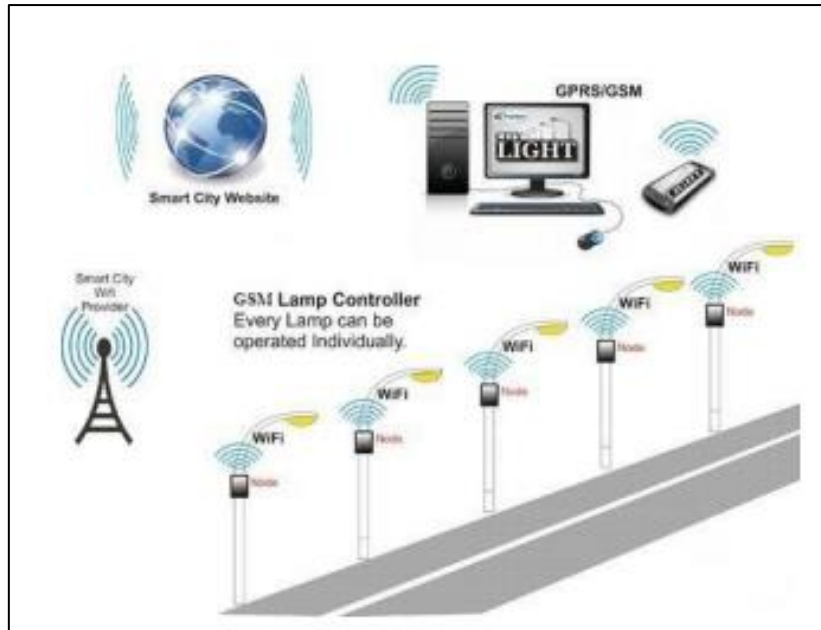 GPRS/GSM
CITY
LIGHT
Smart City Website
Smart City
Wifi
Provider
GSM Lamp Controller
Every Lamp can be
operated Individually.
WiFi
Node
WiFi
Node
WiFi
Node
WiFi
Node
WiFi
Node